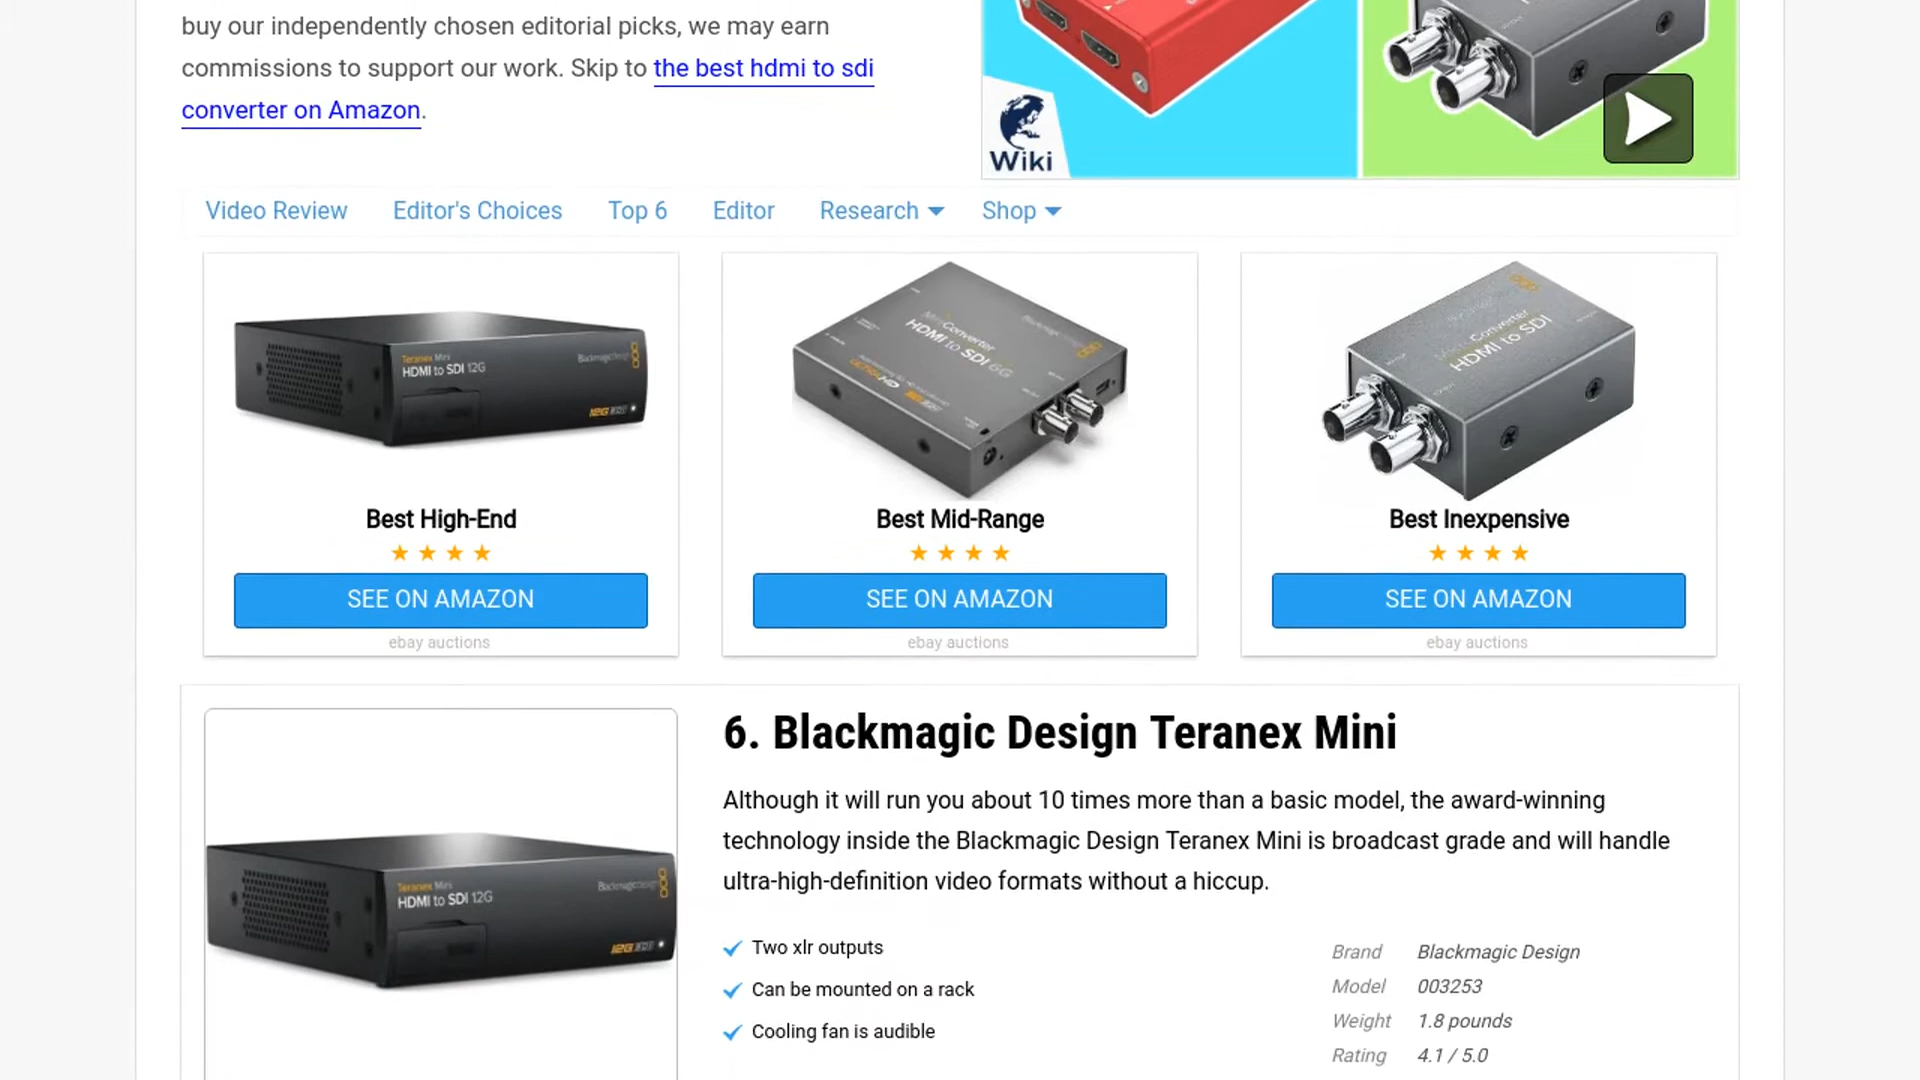 buy our independently chosen editorial picks, we may earn
commissions to support our work. Skip to the best hdmi to sdi
converter on Amazon.
Wiki
Video Review Editor's Choices Top 6 Editor Research Shop
Teranex Mini
HDMI to SDI 12G
Blackmagicdesign
12G
Converter
HDMI to SDI 6G
ULTRAHD
Converter
HDMI to SDI
Best High-End
Best Mid-Range
Best Inexpensive
SEE ON AMAZON
SEE ON AMAZON
SEE ON AMAZON
ebay auctions
ebay auctions
ebay auctions
6. Blackmagic Design Teranex Mini
Although it will run you about 10 times more than a basic model, the award-winning
technology inside the Blackmagic Design Teranex Mini is broadcast grade and will handle
ultra-high-definition video formats without a hiccup.
Teranex Mini
HDMI to SDI 12G
Blackmagicdesign
12G
Two xlr outputs
Can be mounted on a rack
Cooling fan is audible
Brand Blackmagic Design
Model 003253
Weight 1.8 pounds
Rating 4.1 / 5.0